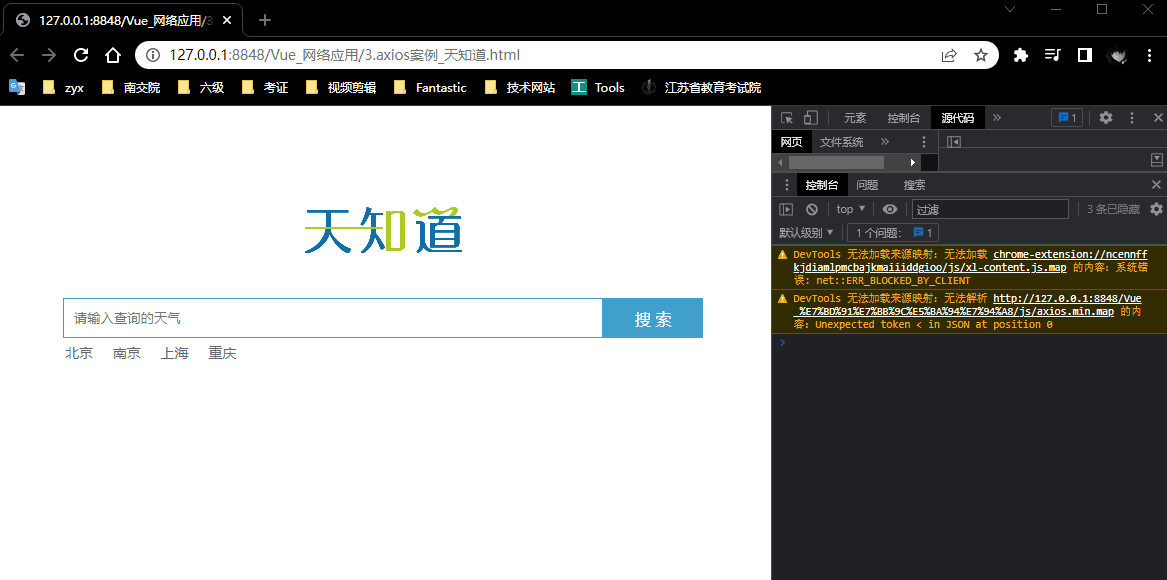 127.0.0.1:8848/Vue_网络应用/3
127.0.0.1:8848/Vue_网络应用/3.axios案例_天知道.html
zyx 南交院 六级 考证 视频剪辑 Fantastic 技术网站 Tools 江苏省教育考试院
元素 控制台 源代码 » 1
网页 文件系统 »
控制台 问题 搜索
top 过滤 3 条已隐藏
默认级别 1 个问题: 1
DevTools 无法加载来源映射: 无法加载 chrome-extension://ncennff
kjdiamlpmcbajkmaiiiddgioo/js/xl-content.js.map 的内容: 系统错
误: net::ERR_BLOCKED_BY_CLIENT
DevTools 无法加载来源映射: 无法解析 http://127.0.0.1:8848/Vue
_%E7%BD%91%E7%BB%9C%E5%BA%94%E7%94%A8/js/axios.min.map 的内
容: Unexpected token < in JSON at position 0
天知道
请输入查询的天气 搜 索
北京 南京 上海 重庆